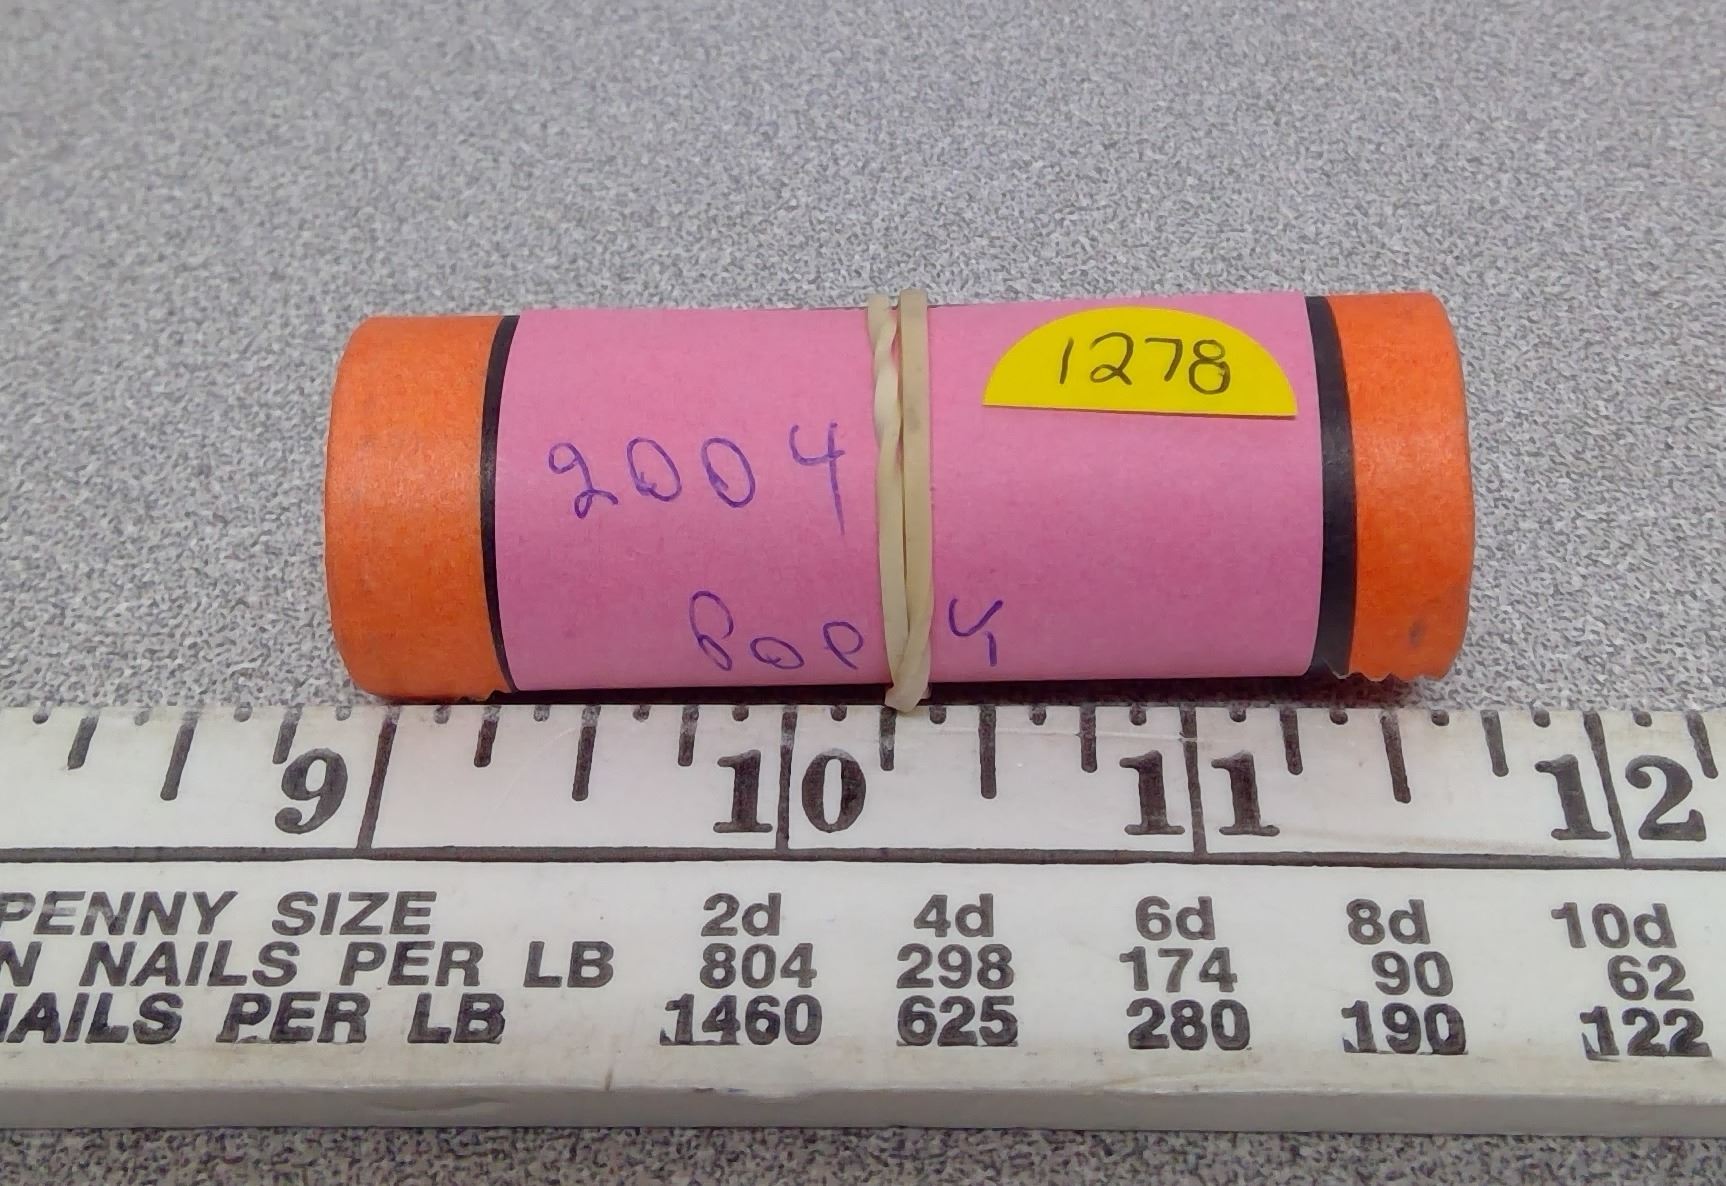 1278
2004
Pop y
9 10 11 12
PENNY SIZE 2d 4d 6d 8d 10d
N NAILS PER LB 804 298 174 90 62
NAILS PER LB 1460 625 280 190 122